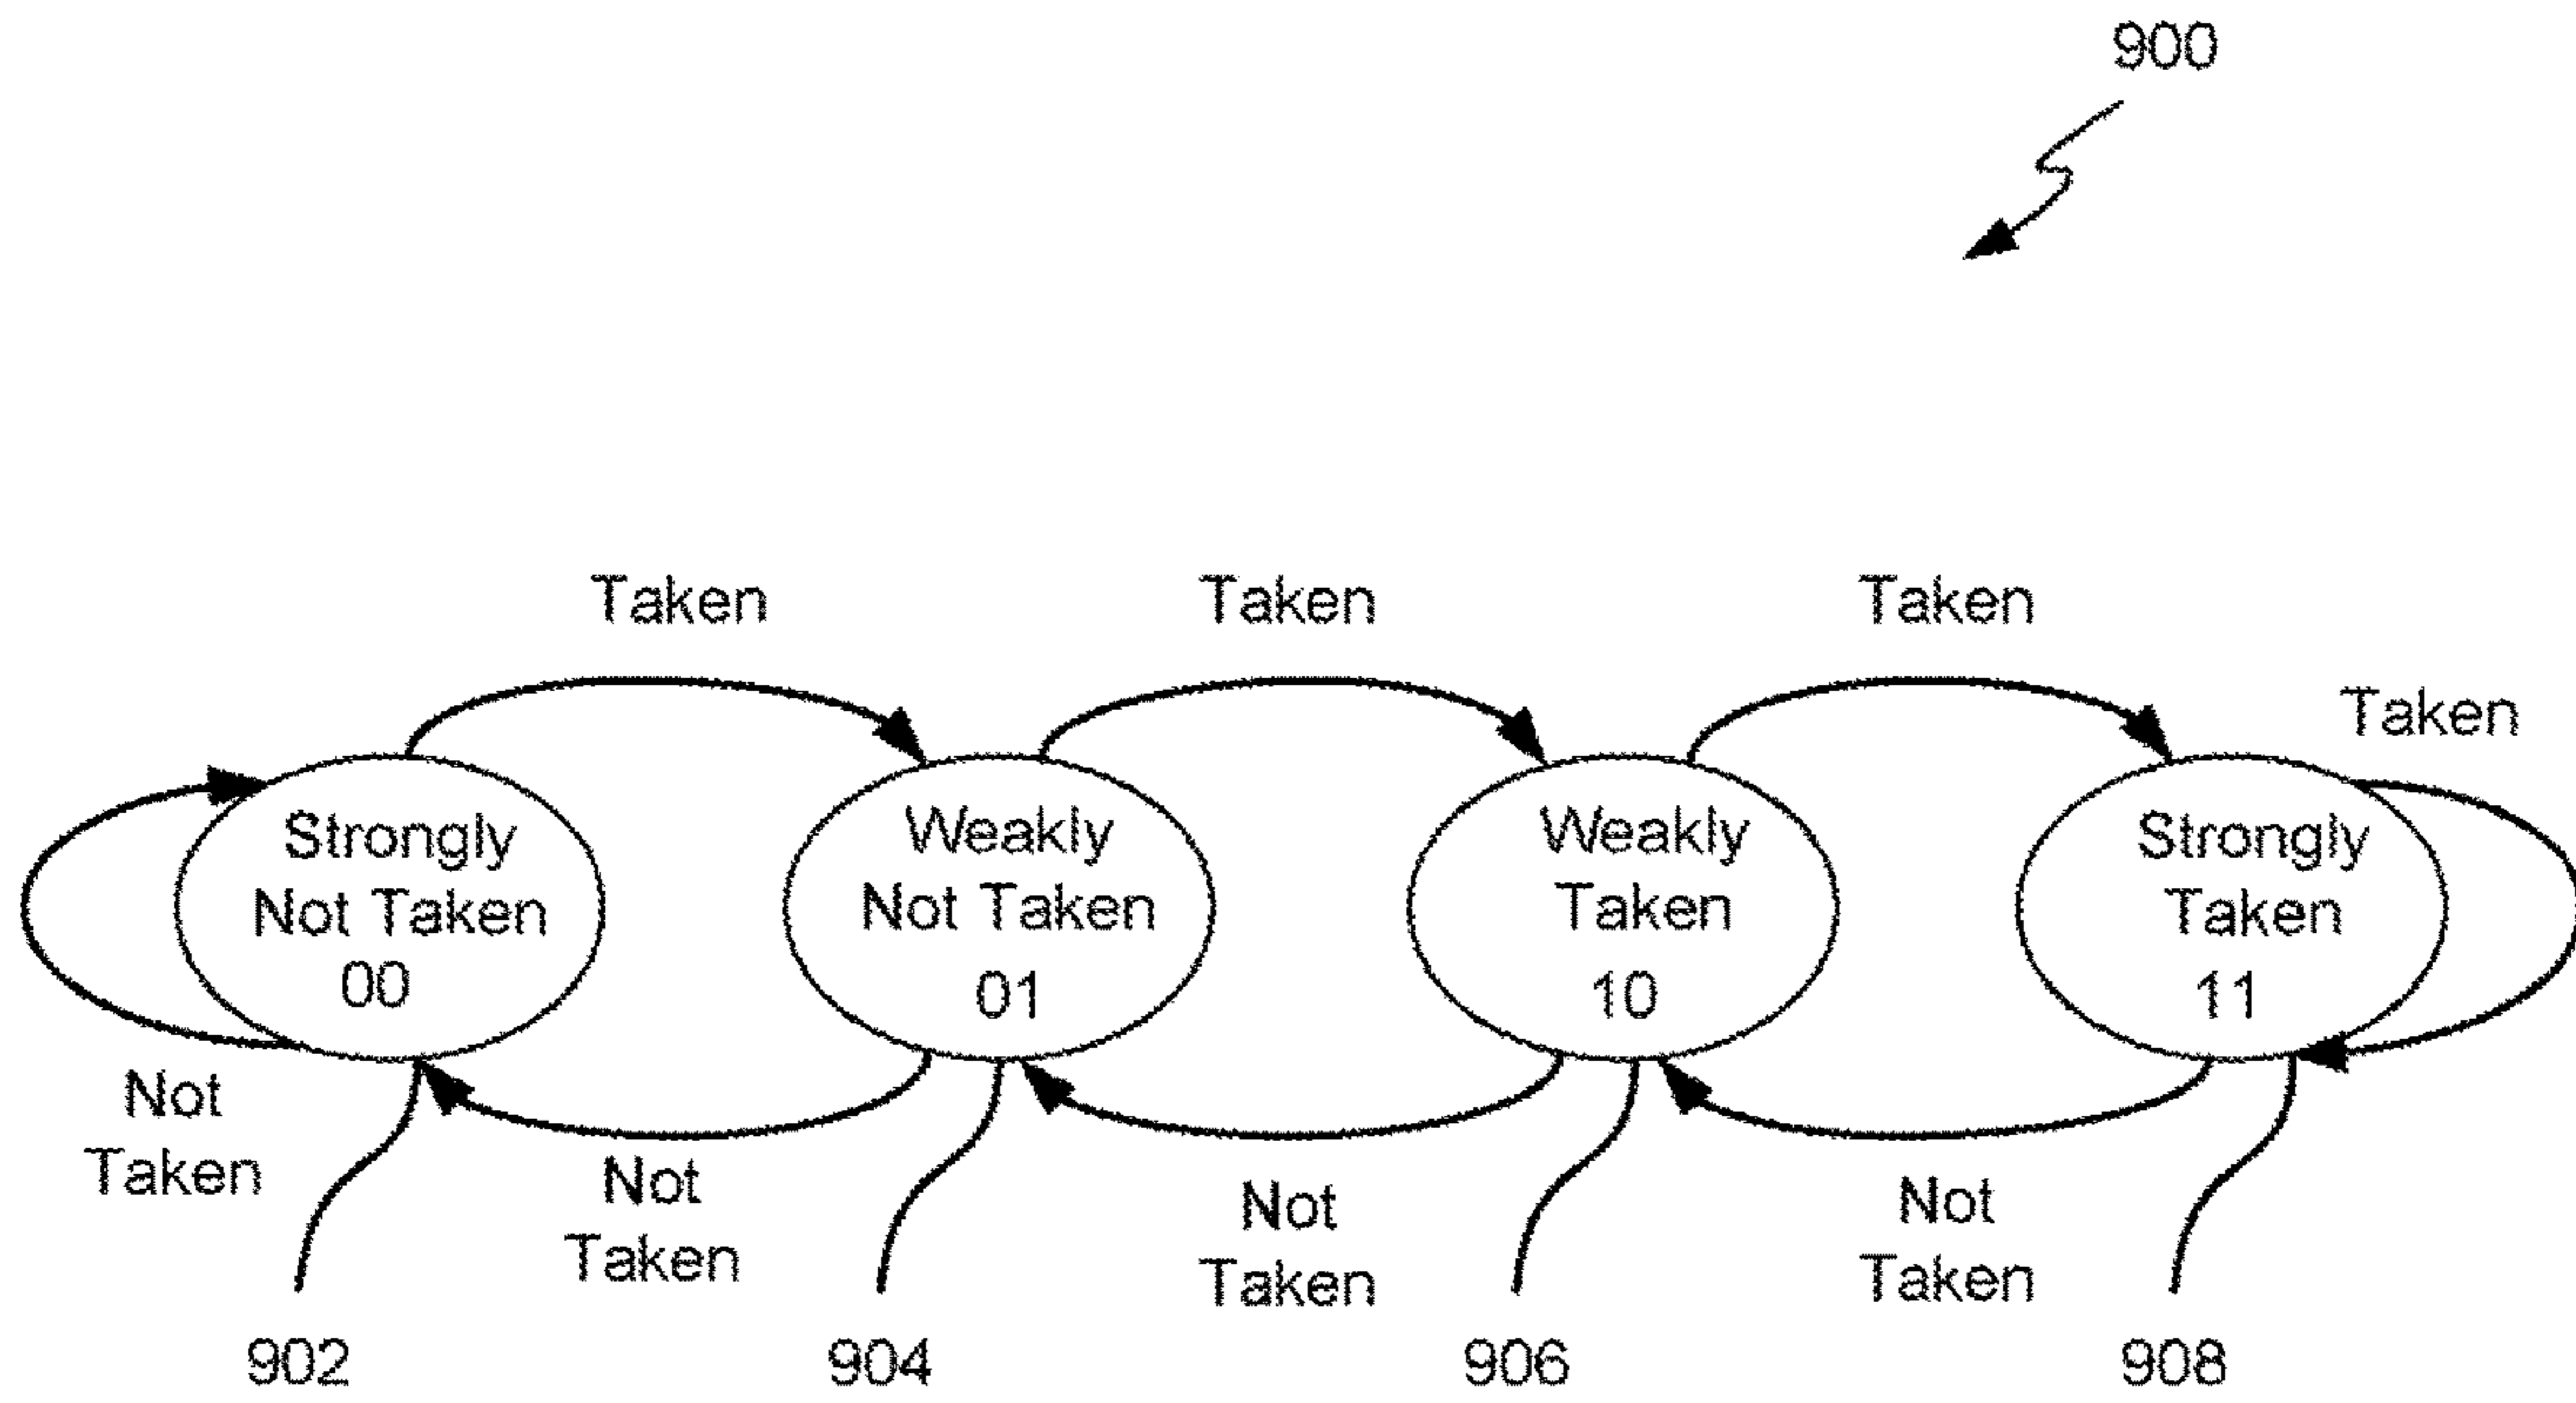 900
Taken
Taken
Taken
Taken
Strongly
Not Taken
00
Weakly
Not Taken
01
Weakly
Taken
10
Strongly
Taken
11
Not
Taken
Not
Taken
Not
Taken
Not
Taken
902
904
906
908